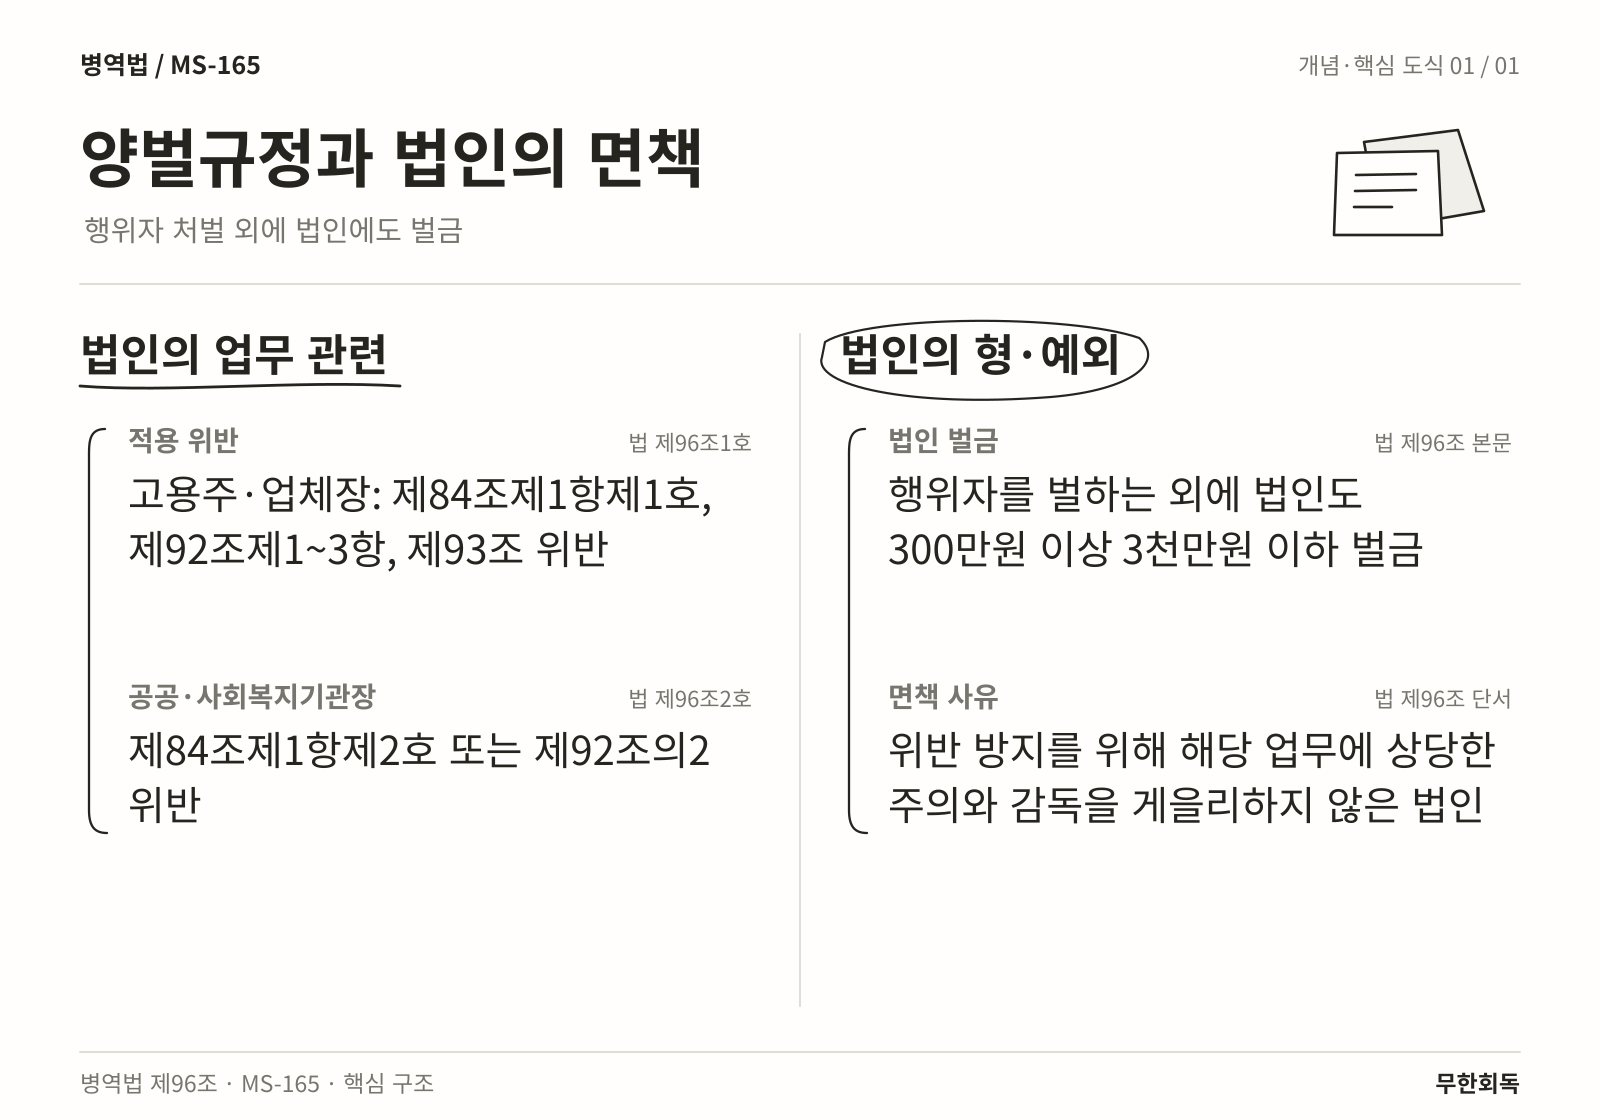 병역법 / MS-165
개념·핵심 도식 01 / 01
양벌규정과 법인의 면책
행위자 처벌 외에 법인에도 벌금
법인의 업무 관련
적용 위반
법 제96조1호
고용주·업체장: 제84조제1항제1호,
제92조제1~3항, 제93조 위반
공공·사회복지기관장
법 제96조2호
제84조제1항제2호 또는 제92조의2
위반
법인의 형·예외
법인 벌금
법 제96조 본문
행위자를 벌하는 외에 법인도
300만원 이상 3천만원 이하 벌금
면책 사유
법 제96조 단서
위반 방지를 위해 해당 업무에 상당한
주의와 감독을 게을리하지 않은 법인
병역법 제96조 · MS-165 · 핵심 구조
무한회독